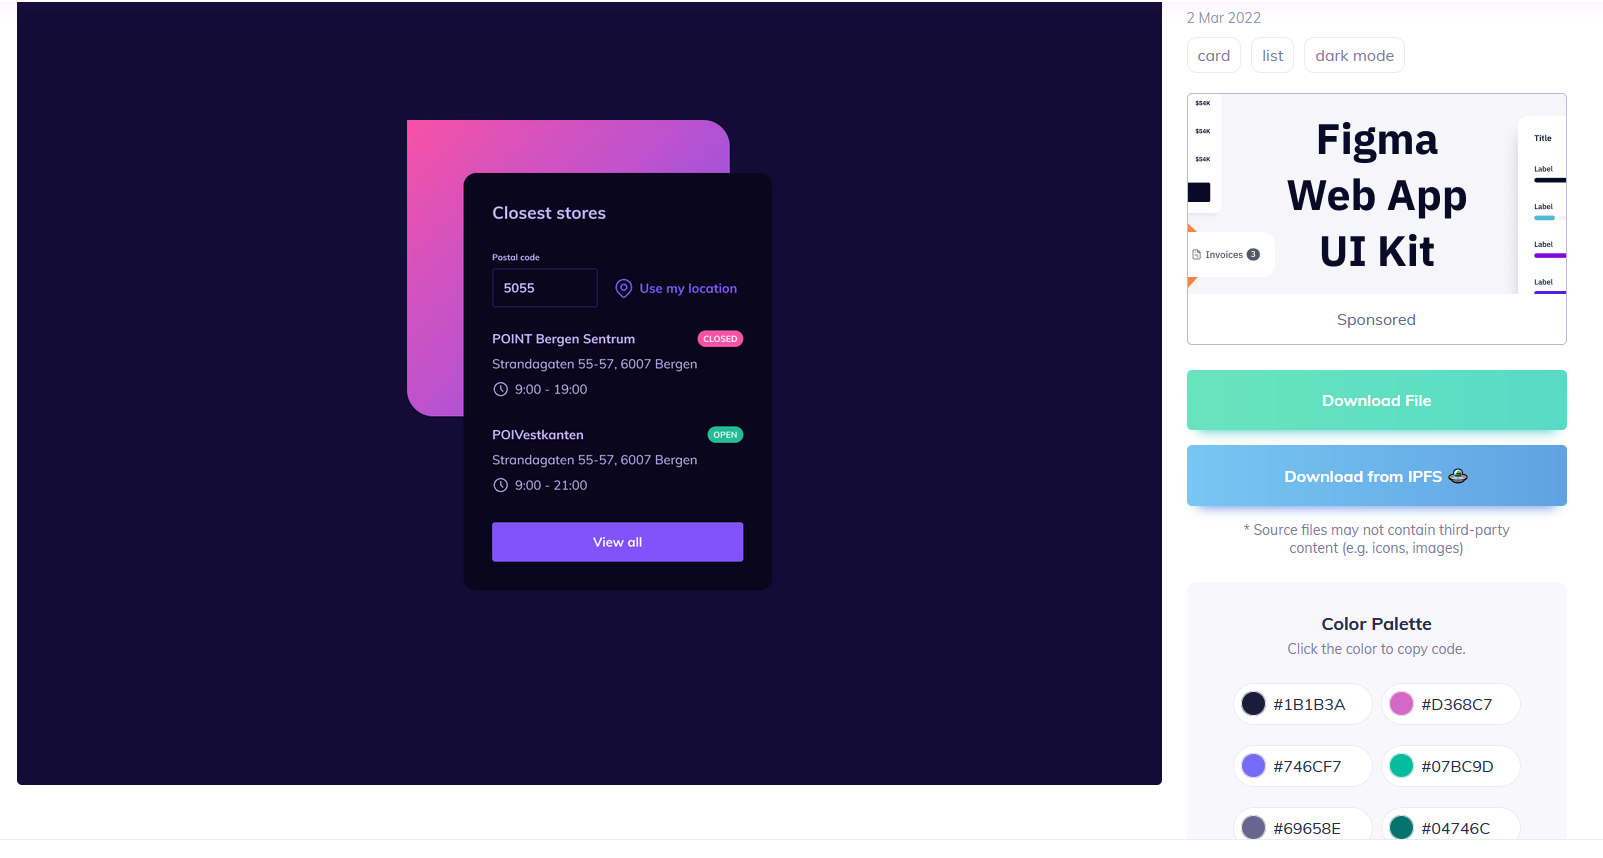 Closest stores
Postal code
5055
Use my location
POINT Bergen Sentrum
CLOSED
Strandagaten 55-57, 6007 Bergen
9:00 - 19:00
POIVestkanten
OPEN
Strandagaten 55-57, 6007 Bergen
9:00 - 21:00
View all
2 Mar 2022
card
list
dark mode
$54K
$54K
$54K
Invoices 3
Figma
Web App
UI Kit
Title
Label
Label
Label
Label
Sponsored
Download File
Download from IPFS 🛸
* Source files may not contain third-party
content (e.g. icons, images)
Color Palette
Click the color to copy code.
#1B1B3A
#D368C7
#746CF7
#07BC9D
#69658E
#04746C